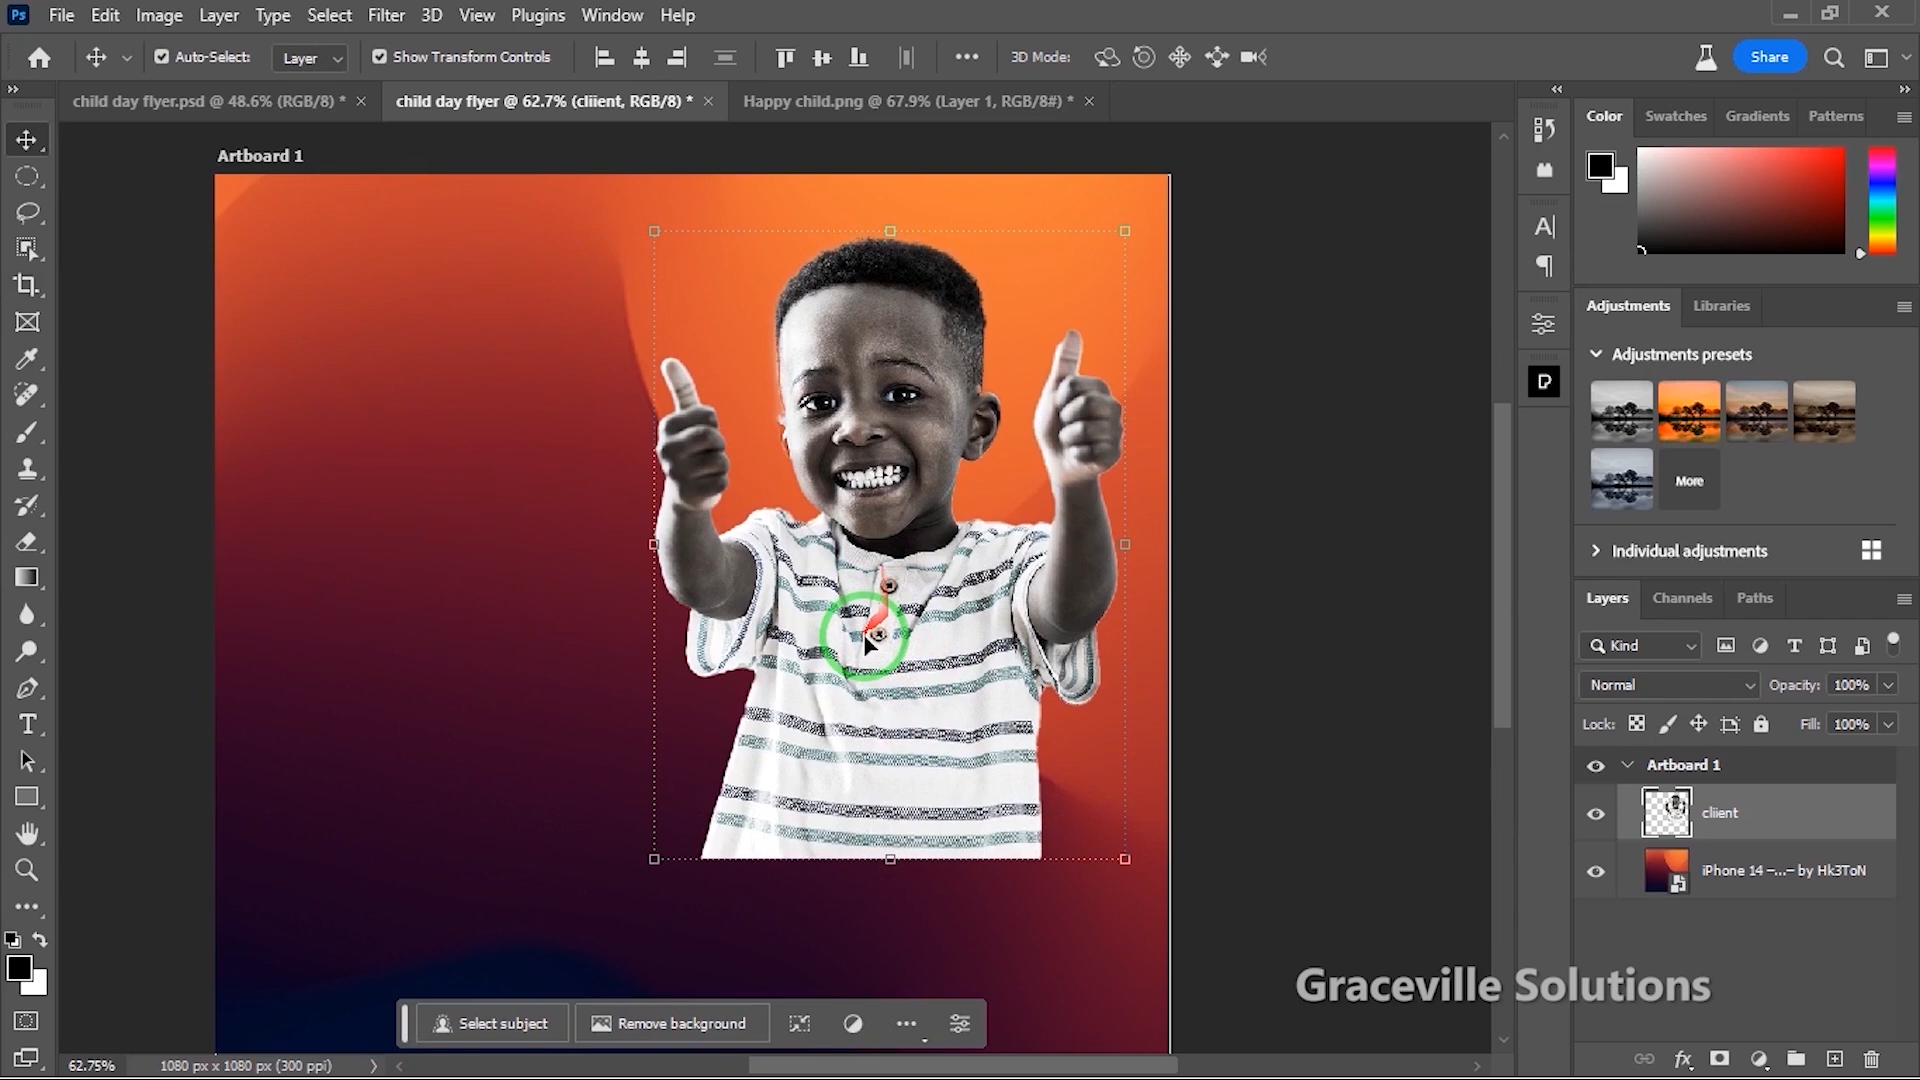 Ps File Edit Image Layer Type Select Filter 3D View Plugins Window Help
Auto-Select: Layer Show Transform Controls 3D Mode: Share
child day flyer.psd @ 48.6% (RGB/8) * child day flyer @ 62.7% (cliient, RGB/8) * Happy child.png @ 67.9% (Layer 1, RGB/8#) *
Color Swatches Gradients Patterns
Artboard 1
Adjustments Libraries
Adjustments presets
More
Individual adjustments
Layers Channels Paths
Kind
Normal Opacity: 100%
Lock: Fill: 100%
Artboard 1
cliient
iPhone 14 –...– by Hk3ToN
Graceville Solutions
Select subject Remove background
62.75% 1080 px x 1080 px (300 ppi)